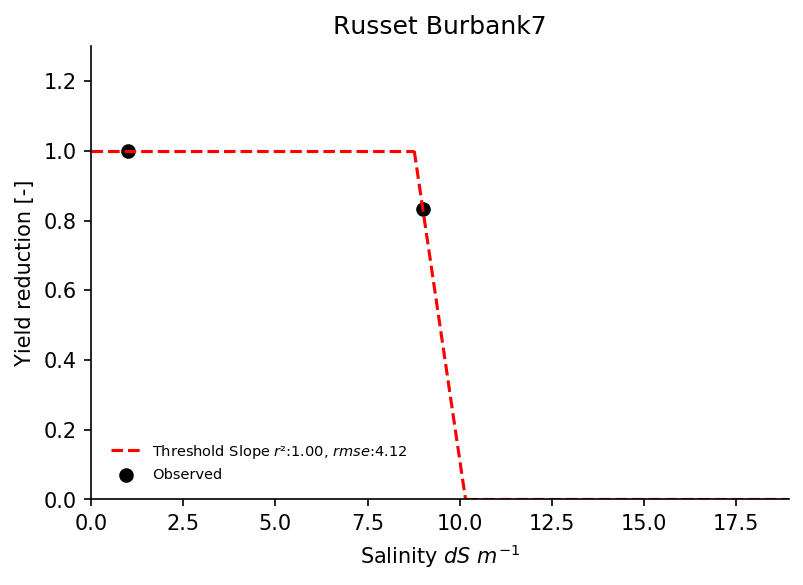 Russet Burbank7
Yield reduction [-]
1.2
1.0
0.8
0.6
0.4
0.2
0.0
Threshold Slope r²:1.00, rmse:4.12
Observed
0.0 2.5 5.0 7.5 10.0 12.5 15.0 17.5
Salinity dS m⁻¹